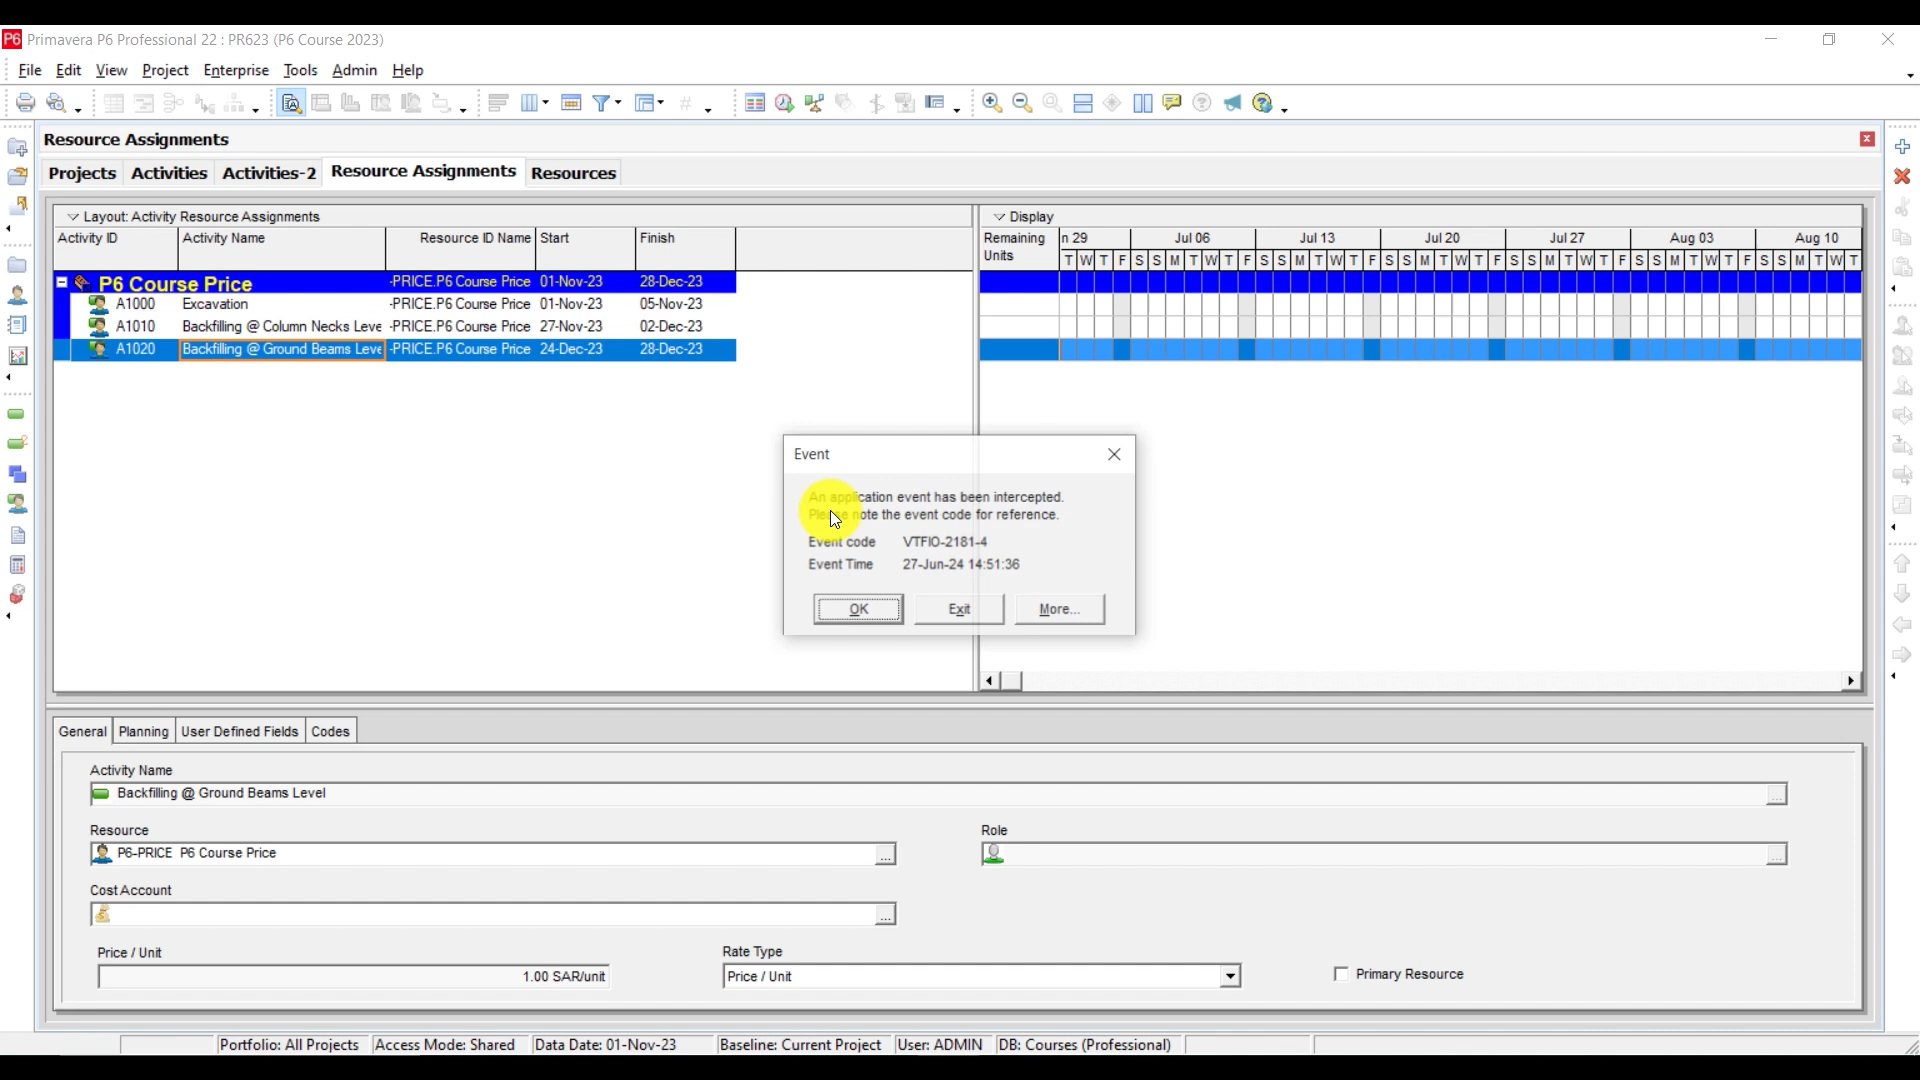 P6 Primavera P6 Professional 22 : PR623 (P6 Course 2023)
File Edit View Project Enterprise Tools Admin Help
Resource Assignments
Projects Activities Activities-2 Resource Assignments Resources
Layout: Activity Resource Assignments
Activity ID Activity Name Resource ID Name Start Finish
P6 Course Price -PRICE.P6 Course Price 01-Nov-23 28-Dec-23
A1000 Excavation -PRICE.P6 Course Price 01-Nov-23 05-Nov-23
A1010 Backfilling @ Column Necks Leve -PRICE.P6 Course Price 27-Nov-23 02-Dec-23
A1020 Backfilling @ Ground Beams Leve -PRICE.P6 Course Price 24-Dec-23 28-Dec-23
Display
Remaining Units
n 29 Jul 06 Jul 13 Jul 20 Jul 27 Aug 03 Aug 10
T W T F S S M T W T F S S M T W T F S S M T W T F S S M T W T F S S M T W T F S S M T W T
Event
An application event has been intercepted.
Please note the event code for reference.
Event code VTFIO-2181-4
Event Time 27-Jun-24 14:51:36
OK Exit More...
General Planning User Defined Fields Codes
Activity Name
Backfilling @ Ground Beams Level
...
Resource Role
P6-PRICE P6 Course Price
... ...
Cost Account
...
Price / Unit Rate Type
1.00 SAR/unit Price / Unit Primary Resource
Portfolio: All Projects Access Mode: Shared Data Date: 01-Nov-23 Baseline: Current Project User: ADMIN DB: Courses (Professional)